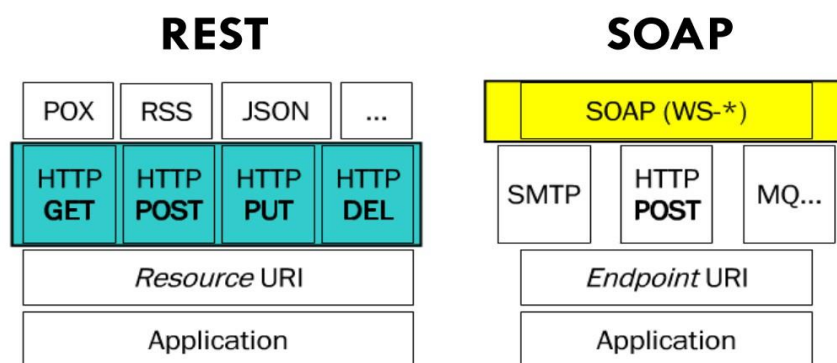 REST
POX RSS JSON ...
HTTP GET HTTP POST HTTP PUT HTTP DEL
Resource URI
Application
SOAP
SOAP (WS-*)
SMTP HTTP POST MQ...
Endpoint URI
Application